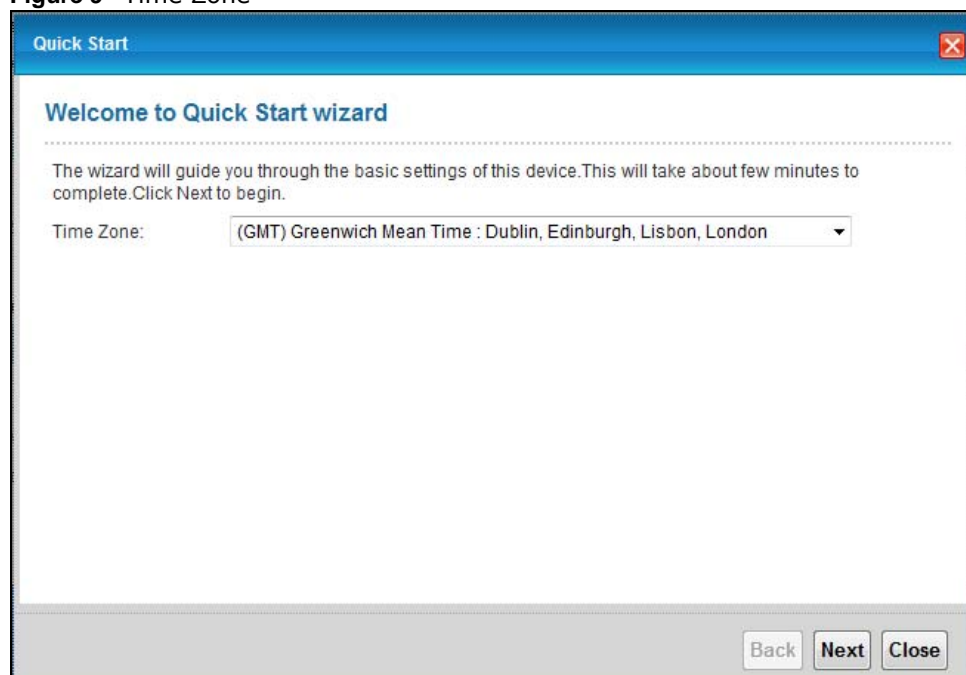 Time Zone
Quick Start
Welcome to Quick Start wizard
The wizard will guide you through the basic settings of this device.This will take about few minutes to
complete.Click Next to begin.
Time Zone: (GMT) Greenwich Mean Time : Dublin, Edinburgh, Lisbon, London
Back Next Close